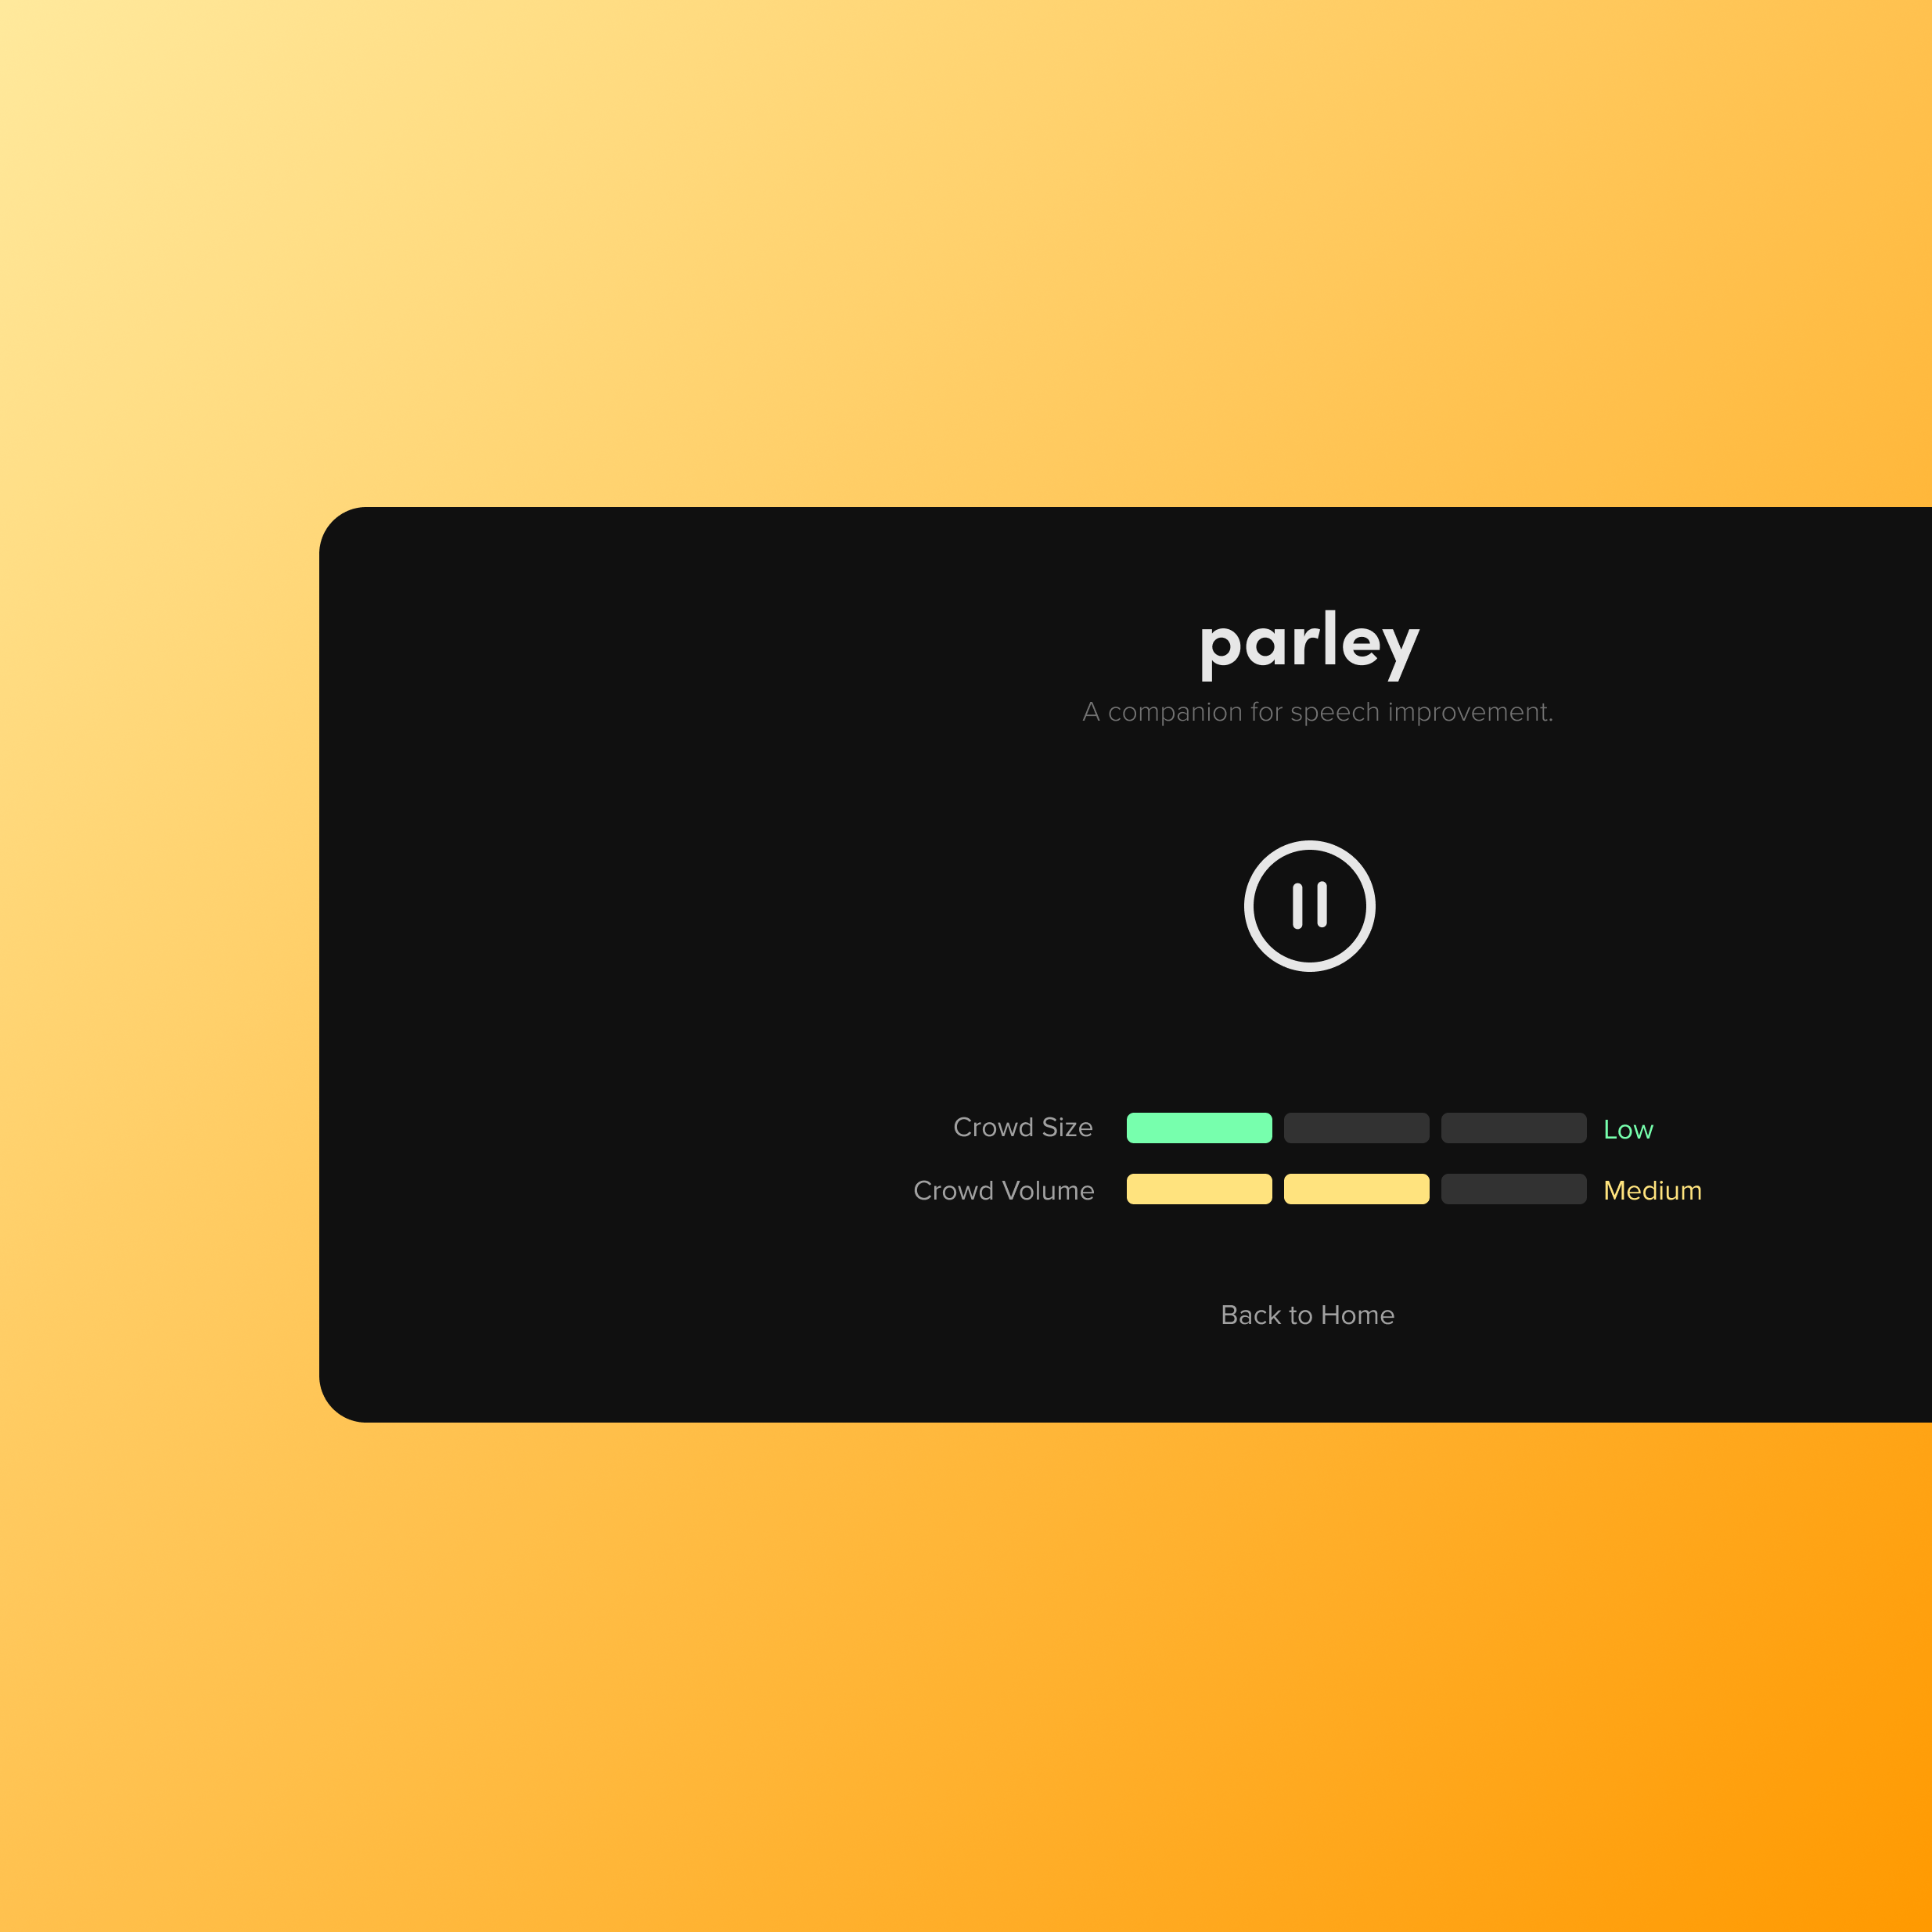 parley
A companion for speech improvement.
Crowd Size Low
Crowd Volume Medium
Back to Home